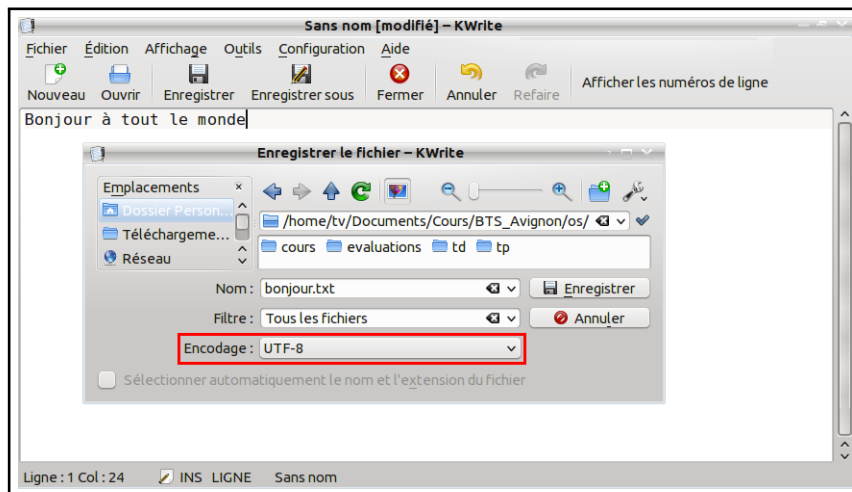 Sans nom [modifié] – KWrite
Fichier Édition Affichage Outils Configuration Aide
Nouveau Ouvrir Enregistrer Enregistrer sous Fermer Annuler Refaire Afficher les numéros de ligne
Bonjour à tout le monde
Enregistrer le fichier – KWrite
Emplacements
Dossier Person...
Téléchargeme...
Réseau
/home/tv/Documents/Cours/BTS_Avignon/os/
cours evaluations td tp
Nom : bonjour.txt Enregistrer
Filtre : Tous les fichiers Annuler
Encodage : UTF-8
Sélectionner automatiquement le nom et l'extension du fichier
Ligne : 1 Col : 24 INS LIGNE Sans nom